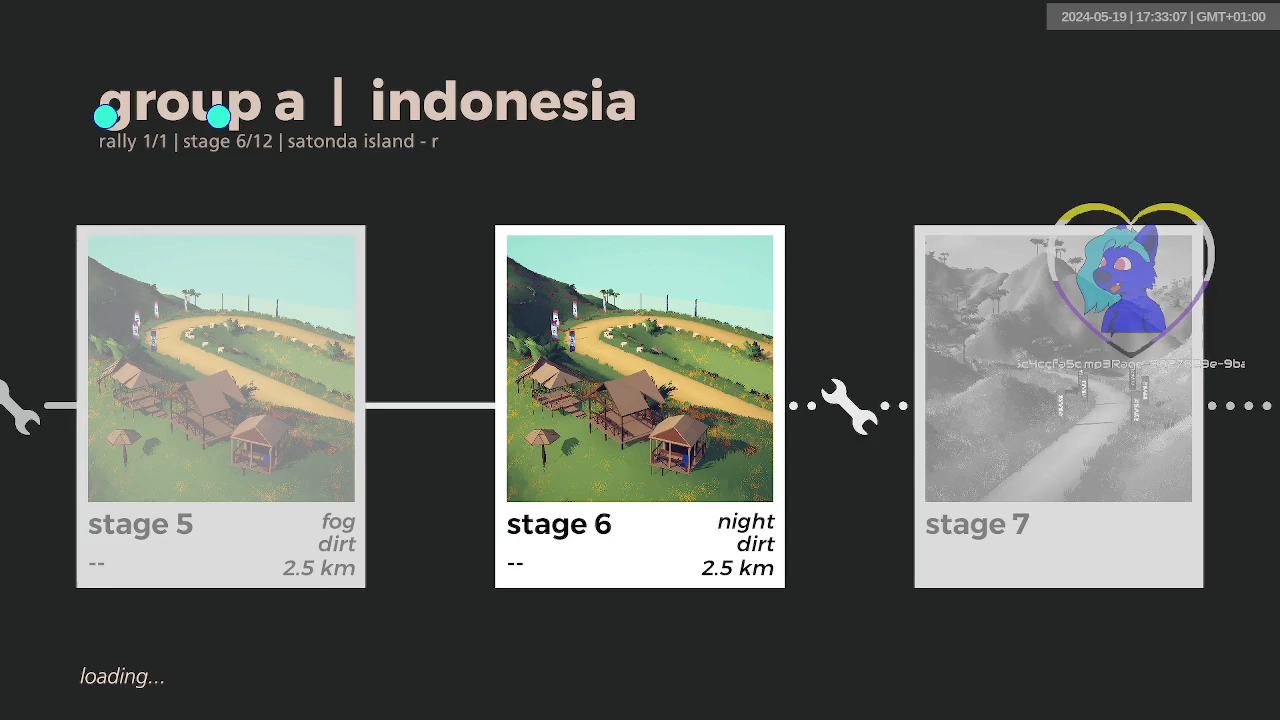 2024-05-19 | 17:33:07 | GMT+01:00
group a | indonesia
rally 1/1 | stage 6/12 | satonda island - r
stage 5
fog
dirt
--
2.5 km
stage 6
night
dirt
--
2.5 km
stage 7
loading...